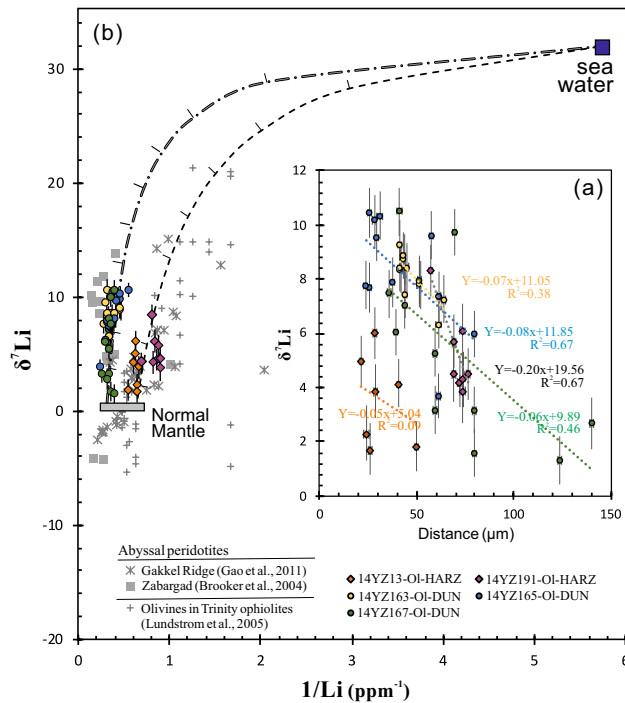 (b)
sea
water
(a)
Y=-0.07x+11.05
R²=0.38
Y=-0.08x+11.85
R²=0.67
Y=-0.20x+19.56
R²=0.67
Y=-0.05x+5.04
R²=0.09
Y=-0.06x+9.89
R²=0.46
12
10
8
6
4
2
0
δ⁷Li
0
50
100
150
Distance (μm)
Normal
Mantle
30
20
10
0
-10
-20
δ⁷Li
Abyssal peridotites
Gakkel Ridge (Gao et al., 2011)
Zabargad (Brooker et al., 2004)
Olivines in Trinity ophiolites
(Lundstrom et al., 2005)
14YZ13-Ol-HARZ
14YZ191-Ol-HARZ
14YZ163-Ol-DUN
14YZ165-Ol-DUN
14YZ167-Ol-DUN
0
1
2
3
4
5
6
1/Li (ppm⁻¹)